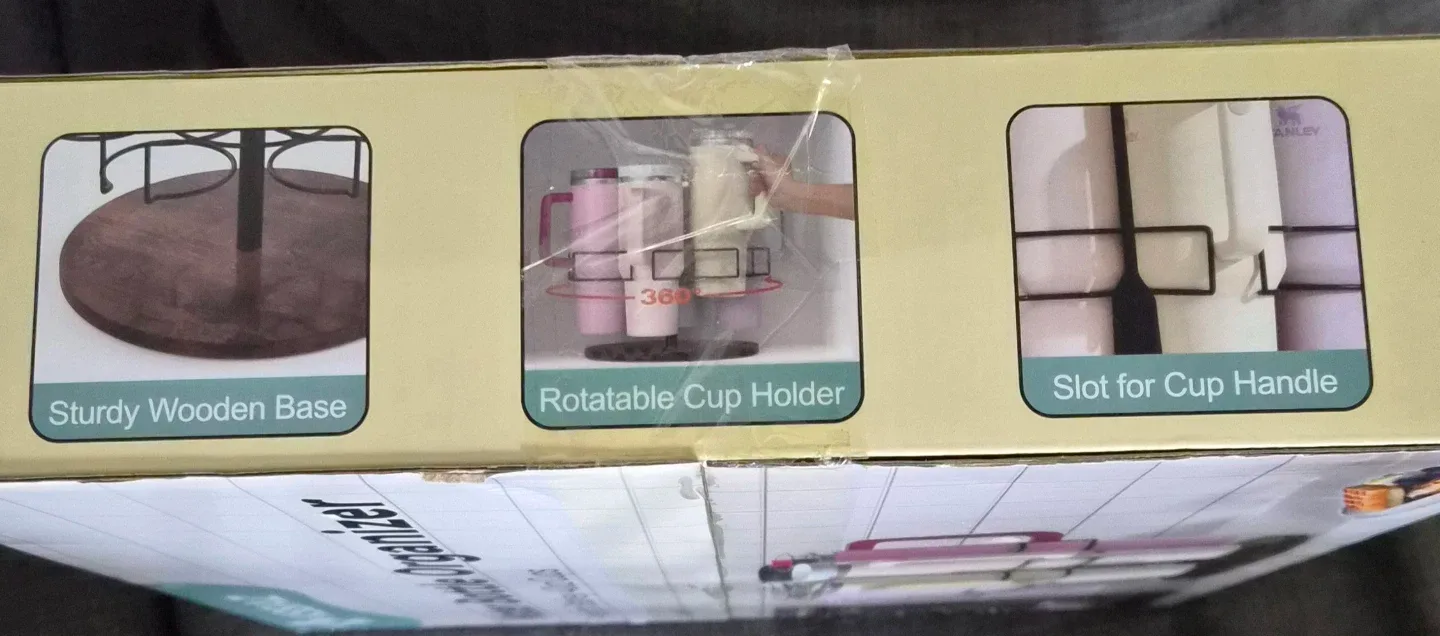 Sturdy Wooden Base
360°
Rotatable Cup Holder
STANLEY
Slot for Cup Handle
Organizer